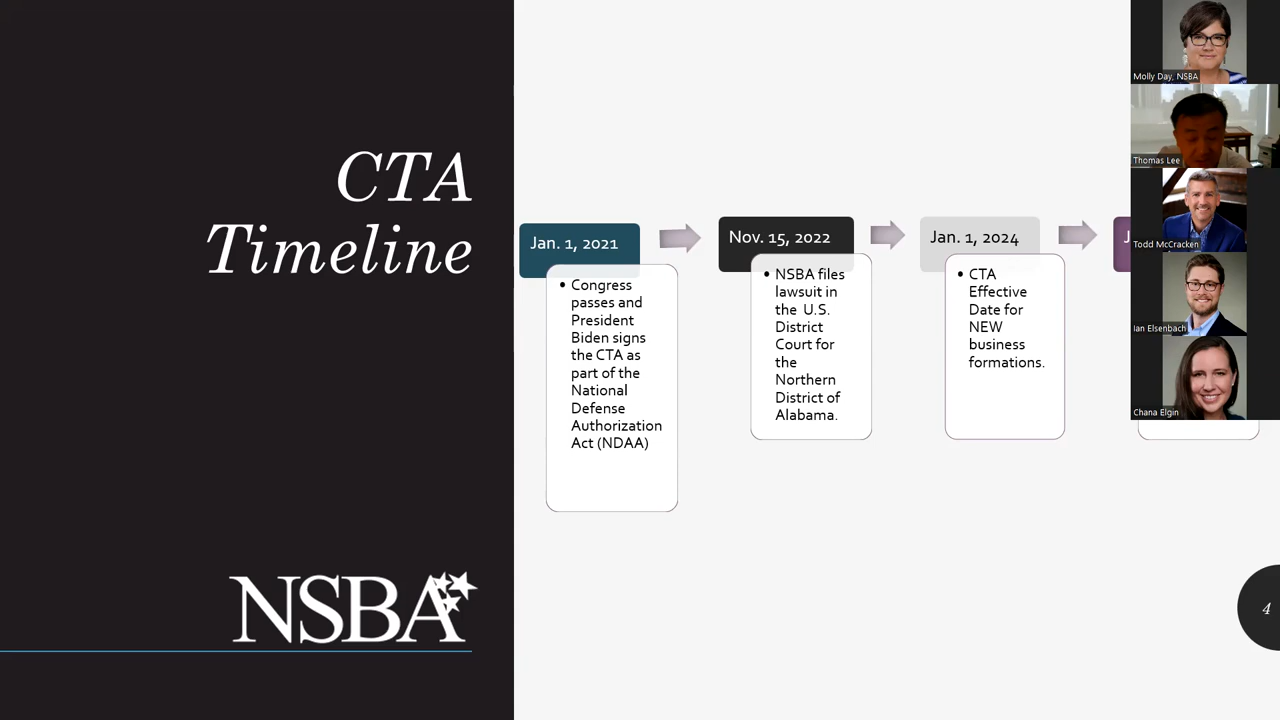 CTA
Timeline
NSBA
Jan. 1, 2021
Congress
passes and
President
Biden signs
the CTA as
part of the
National
Defense
Authorization
Act (NDAA)
Nov. 15, 2022
NSBA files
lawsuit in
the U.S.
District
Court for
the
Northern
District of
Alabama.
Jan. 1, 2024
CTA
Effective
Date for
NEW
business
formations.
J
Molly Day, NSBA
Thomas Lee
Todd McCracken
Ian Elsenbach
Chana Elgin
4